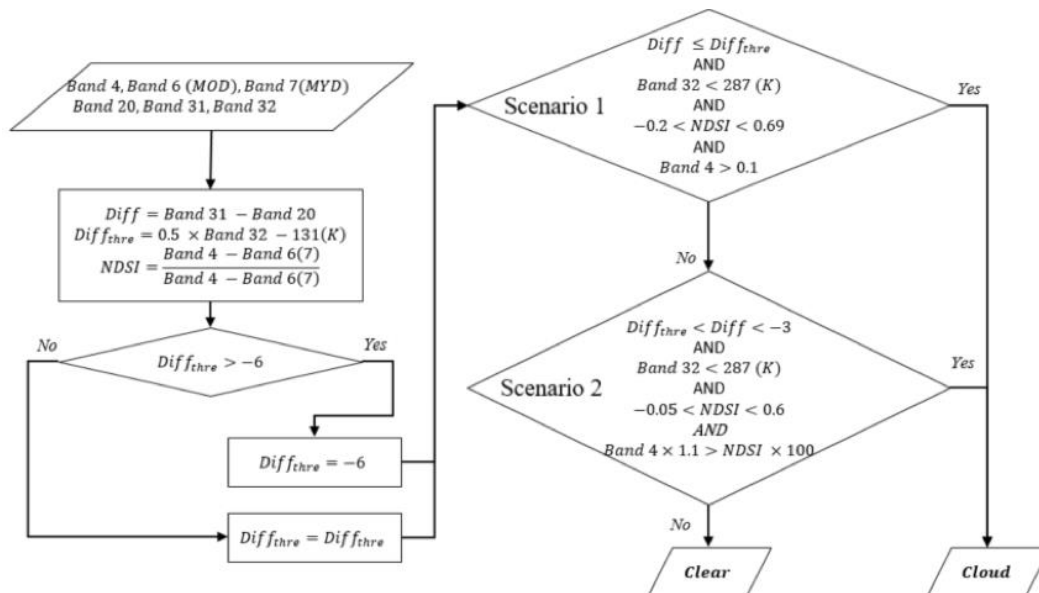 Band 4, Band 6 (MOD), Band 7(MYD)
Band 20, Band 31, Band 32
Diff = Band 31 − Band 20
Diff_thre = 0.5 × Band 32 − 131(K)
NDSI = (Band 4 − Band 6(7)) / (Band 4 − Band 6(7))
No
Diff_thre > −6
Yes
Diff_thre = −6
Diff_thre = Diff_thre
Diff ≤ Diff_thre
AND
Band 32 < 287 (K)
AND
Scenario 1
−0.2 < NDSI < 0.69
AND
Band 4 > 0.1
Yes
No
Diff_thre < Diff < −3
AND
Band 32 < 287 (K)
AND
Scenario 2
−0.05 < NDSI < 0.6
AND
Band 4 × 1.1 > NDSI × 100
Yes
No
Clear
Cloud